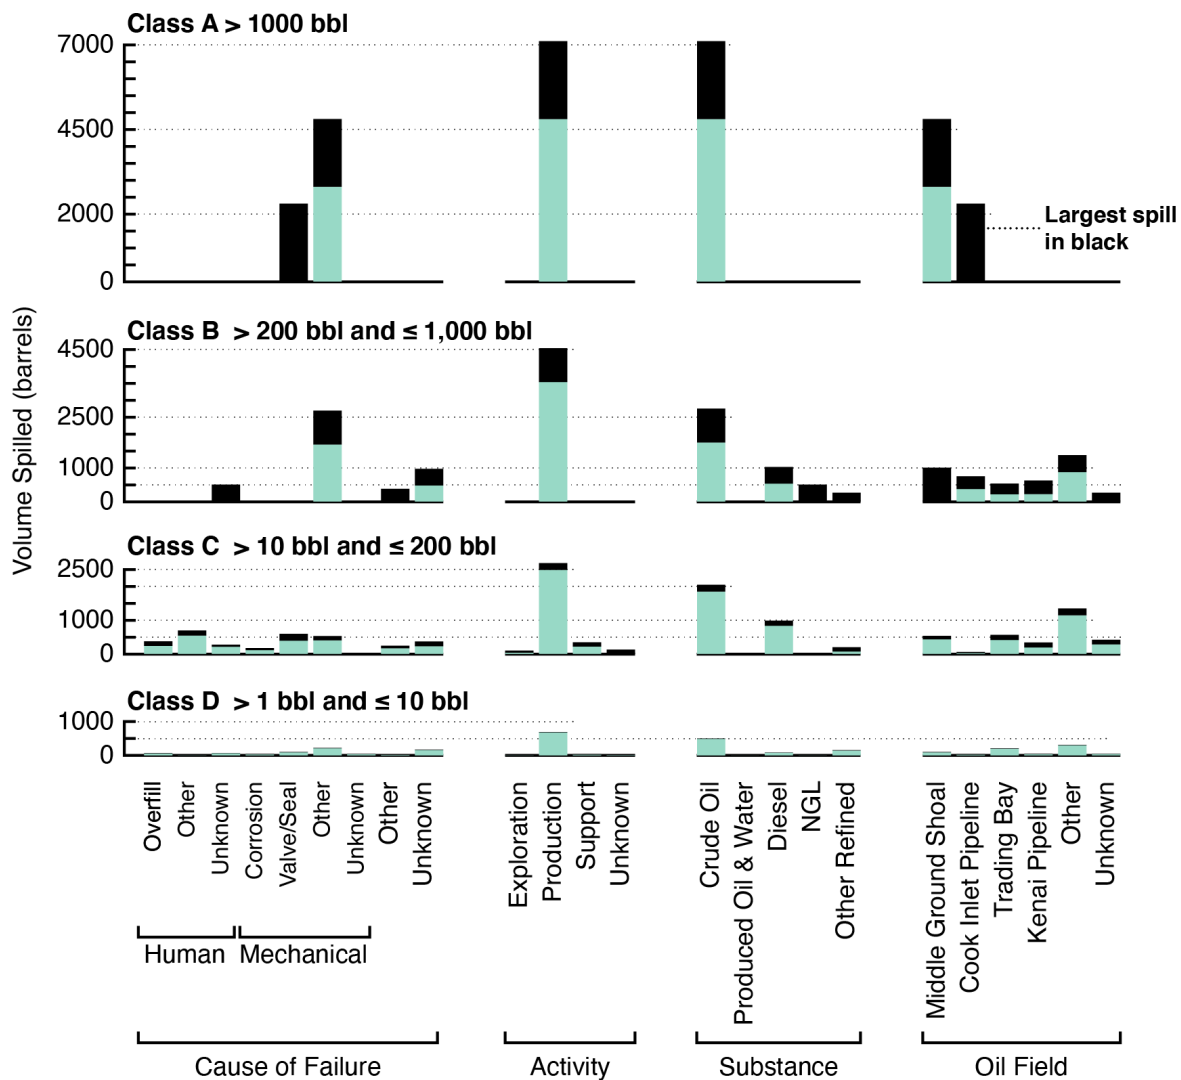 Class A > 1000 bbl
7000
4500
2000
0
Largest spill
in black
Volume Spilled (barrels)
Class B > 200 bbl and ≤ 1,000 bbl
4500
2500
1000
0
Class C > 10 bbl and ≤ 200 bbl
2500
1000
0
Class D > 1 bbl and ≤ 10 bbl
1000
0
Overfill
Other
Unknown
Corrosion
Valve/Seal
Other
Unknown
Other
Unknown
Exploration
Production
Support
Unknown
Crude Oil
Produced Oil & Water
Diesel
NGL
Other Refined
Middle Ground Shoal
Cook Inlet Pipeline
Trading Bay
Kenai Pipeline
Other
Unknown
Human
Mechanical
Cause of Failure
Activity
Substance
Oil Field